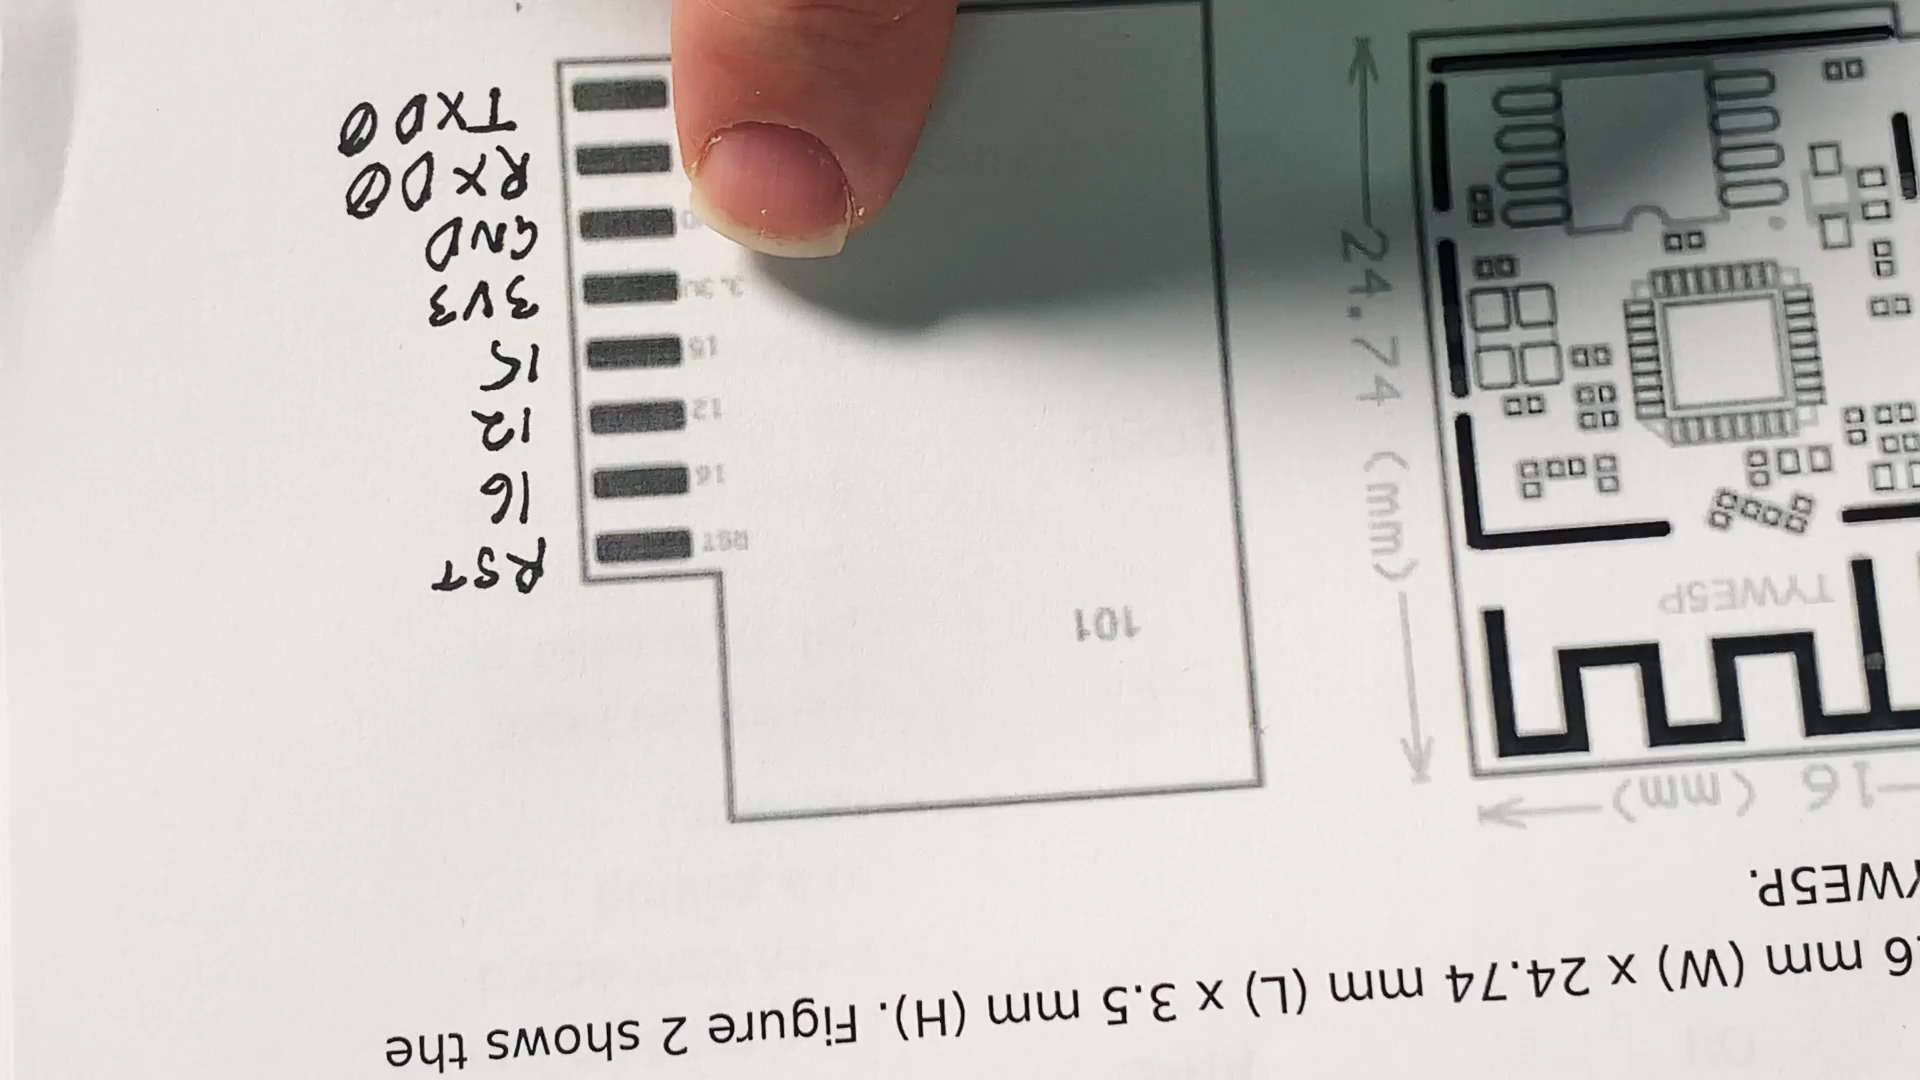 6 mm (W) x 24.74 mm (L) x 3.5 mm (H). Figure 2 shows the
YWE5P.
16 (mm)
TYWE5P
24.74 (mm)
101
RST RST
16 16
12 12
15 15
3.3V 3V3
GND
RXD0
TXD0